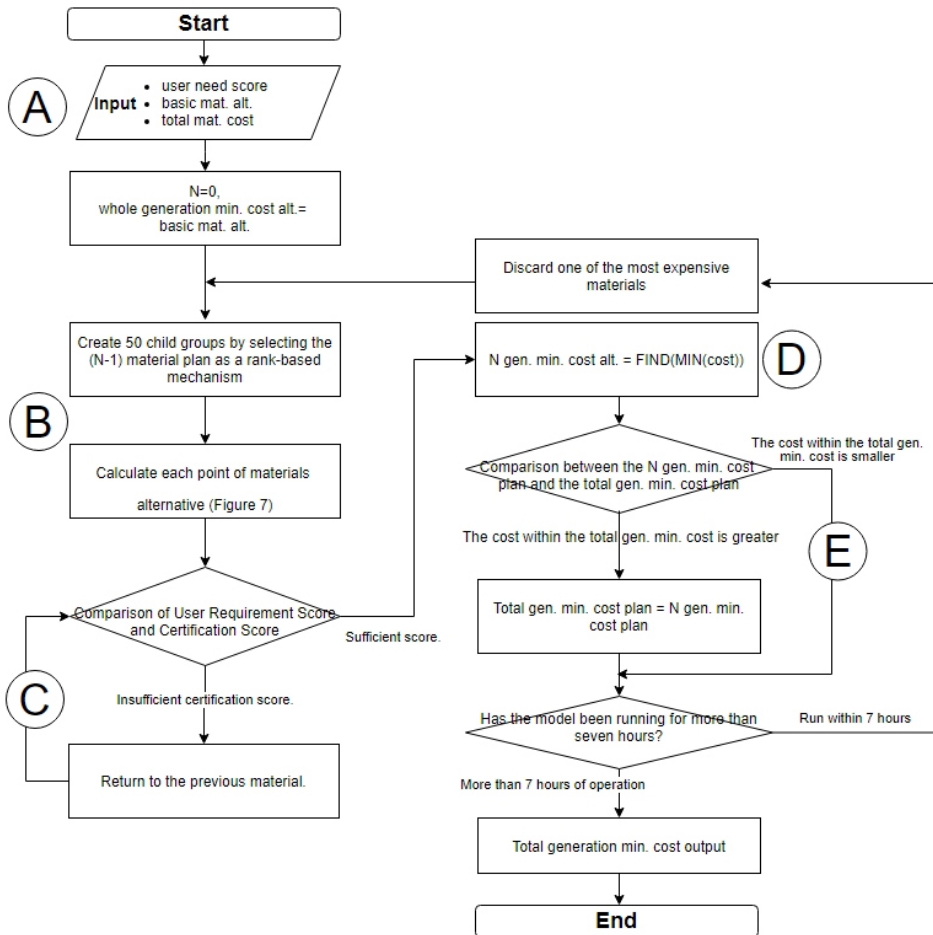 Start
A
Input
• user need score
• basic mat. alt.
• total mat. cost
N=0,
whole generation min. cost alt.=
basic mat. alt.
Discard one of the most expensive
materials
Create 50 child groups by selecting the
(N-1) material plan as a rank-based
mechanism
N gen. min. cost alt. = FIND(MIN(cost))
D
B
Calculate each point of materials
alternative (Figure 7)
Comparison between the N gen. min. cost
plan and the total gen. min. cost plan
The cost within the total gen.
min. cost is smaller
The cost within the total gen. min. cost is greater
E
Comparison of User Requirement Score
and Certification Score
Sufficient score.
Total gen. min. cost plan = N gen. min.
cost plan
C
Insufficient certification score.
Return to the previous material.
Has the model been running for more than
seven hours?
Run within 7 hours
More than 7 hours of operation
Total generation min. cost output
End